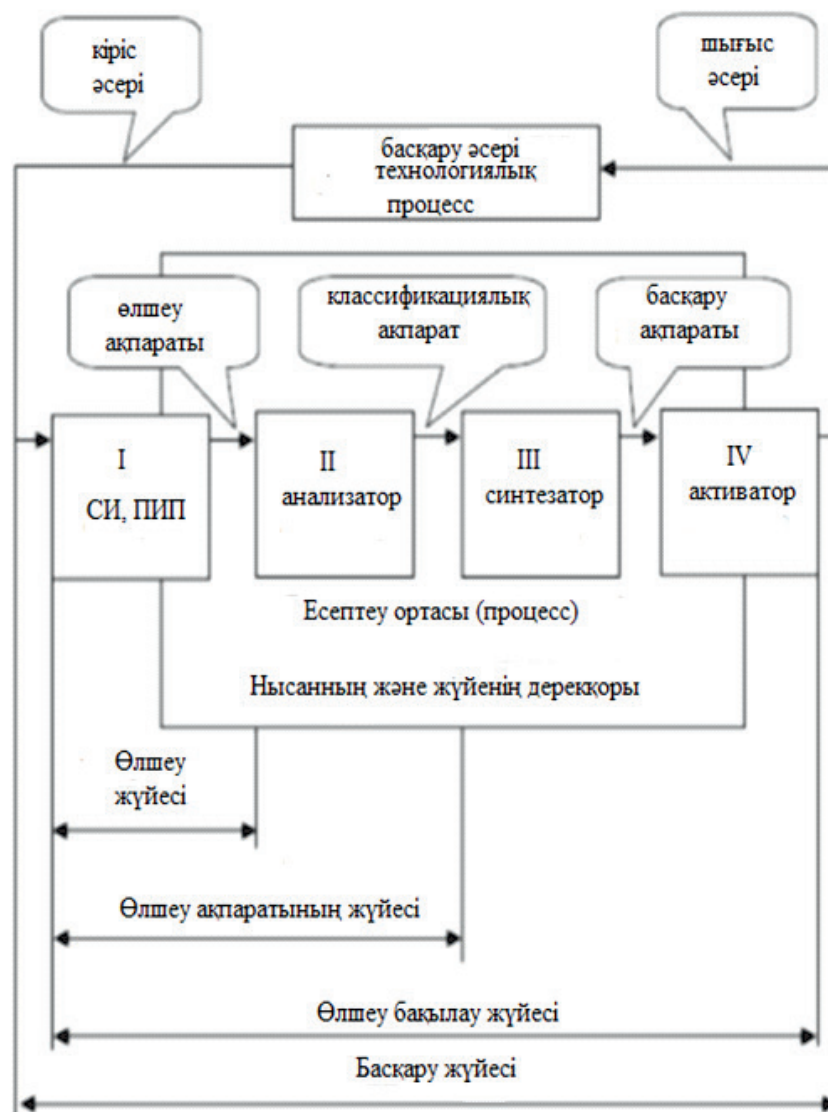 кіріс
әсері
шығыс
әсері
басқару әсері
технологиялық
процесс
өлшеу
ақпараты
классификациялық
ақпарат
басқару
ақпараты
I
СИ, ПИП
II
анализатор
III
синтезатор
IV
активатор
Есептеу ортасы (процесс)
Нысанның және жүйенің дерекқоры
Өлшеу
жүйесі
Өлшеу ақпаратының жүйесі
Өлшеу бақылау жүйесі
Басқару жүйесі